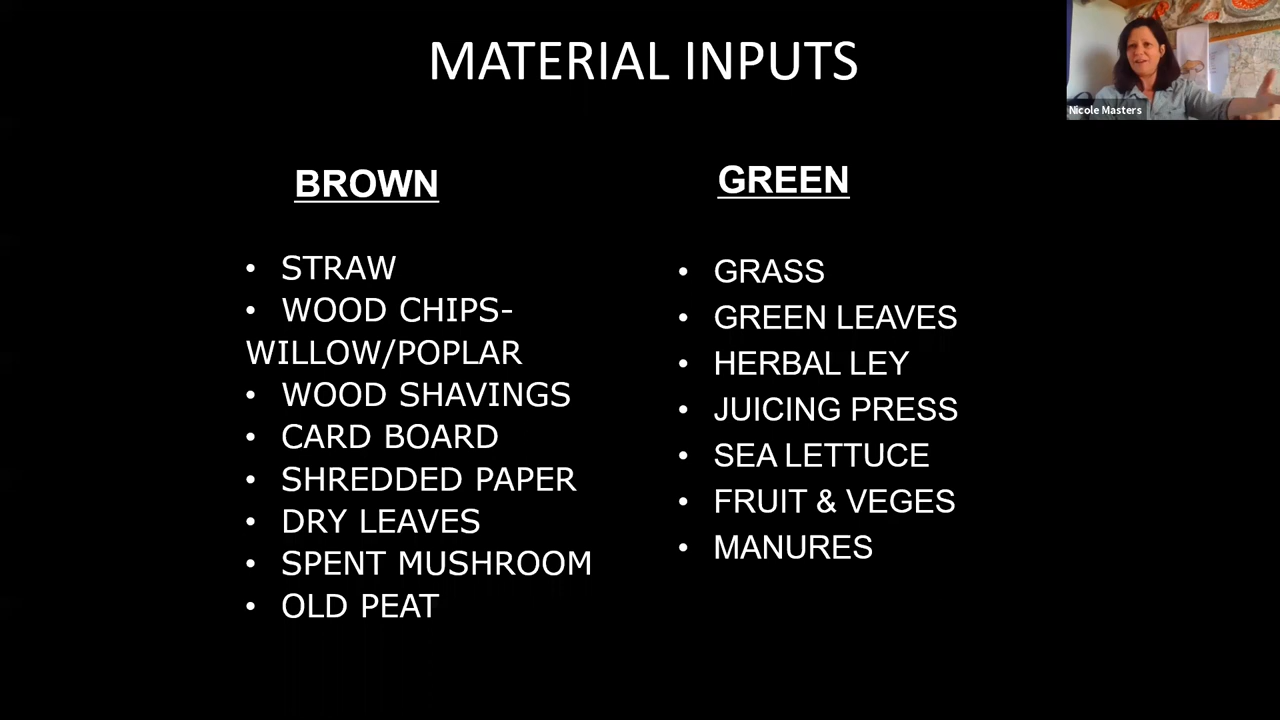 MATERIAL INPUTS
Nicole Masters
BROWN
• STRAW
• WOOD CHIPS-
WILLOW/POPLAR
• WOOD SHAVINGS
• CARD BOARD
• SHREDDED PAPER
• DRY LEAVES
• SPENT MUSHROOM
• OLD PEAT
GREEN
• GRASS
• GREEN LEAVES
• HERBAL LEY
• JUICING PRESS
• SEA LETTUCE
• FRUIT & VEGES
• MANURES